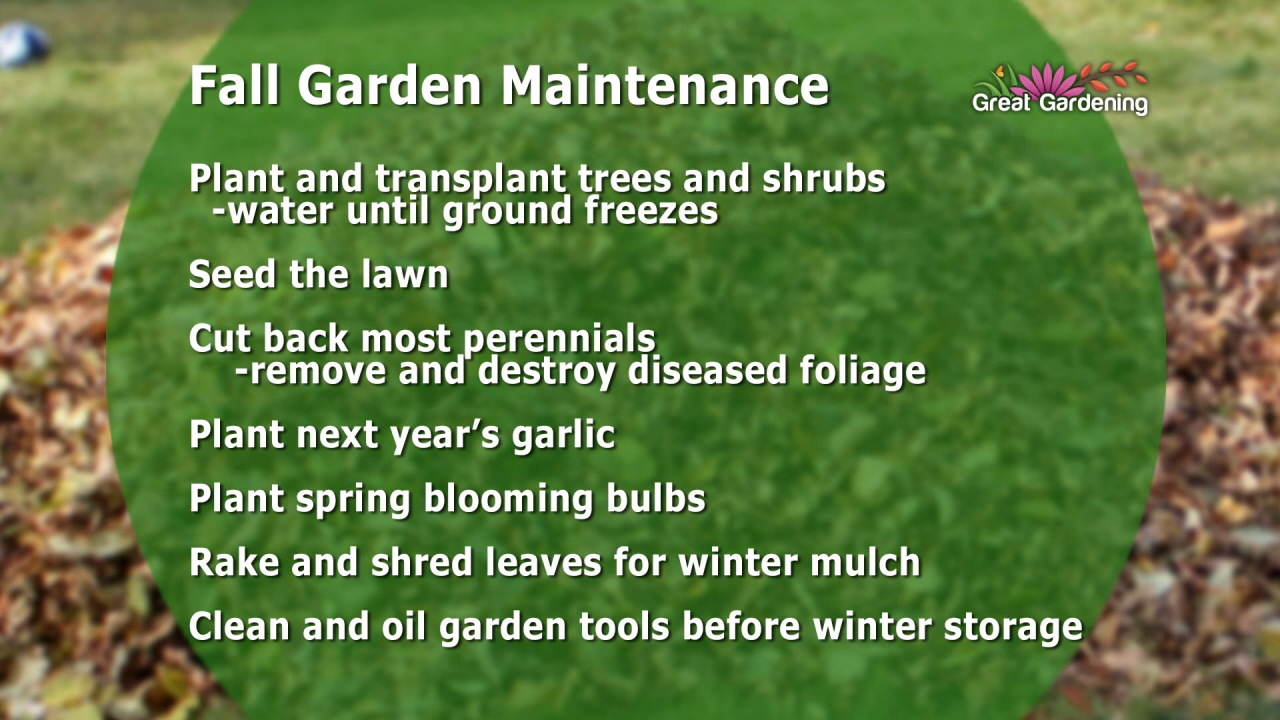 Fall Garden Maintenance
Great Gardening
Plant and transplant trees and shrubs
-water until ground freezes
Seed the lawn
Cut back most perennials
-remove and destroy diseased foliage
Plant next year’s garlic
Plant spring blooming bulbs
Rake and shred leaves for winter mulch
Clean and oil garden tools before winter storage